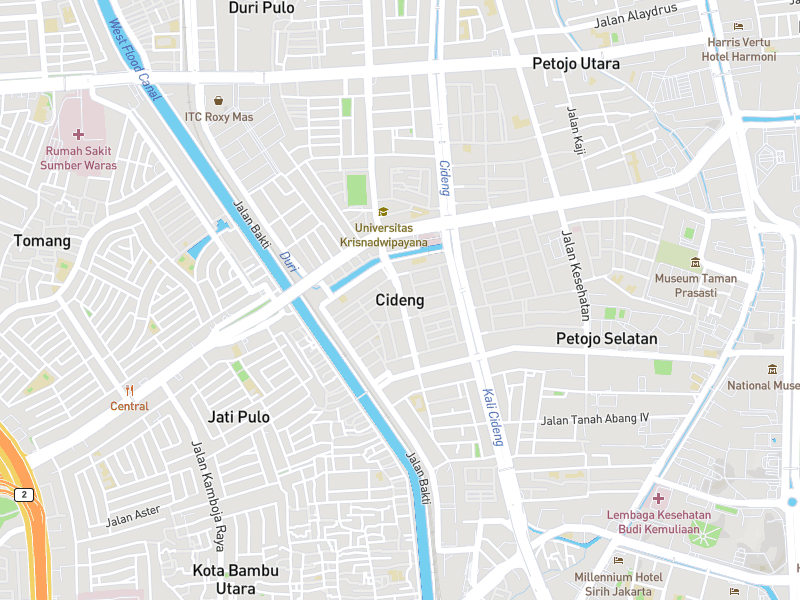 Duri Pulo
Jalan Alaydrus
Harris Vertu
Hotel Harmoni
West Flood Canal
Petojo Utara
ITC Roxy Mas
Jalan Kaji
Rumah Sakit
Sumber Waras
Cideng
Jalan Bakti
Universitas
Krisnadwipayana
Tomang
Duri
Jalan Kesehatan
Museum Taman
Prasasti
Cideng
Petojo Selatan
National Muse
Central
Jati Pulo
Kali Cideng
Jalan Tanah Abang IV
Jalan Kamboja Raya
Jalan Bakti
2
Jalan Aster
Lembaga Kesehatan
Budi Kemuliaan
Kota Bambu
Utara
Millennium Hotel
Sirih Jakarta
H